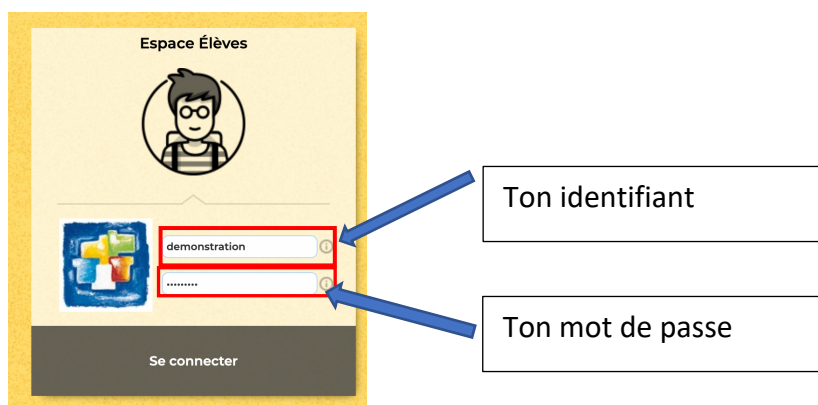 Espace Élèves
Ton identifiant
demonstration
.........
Ton mot de passe
Se connecter